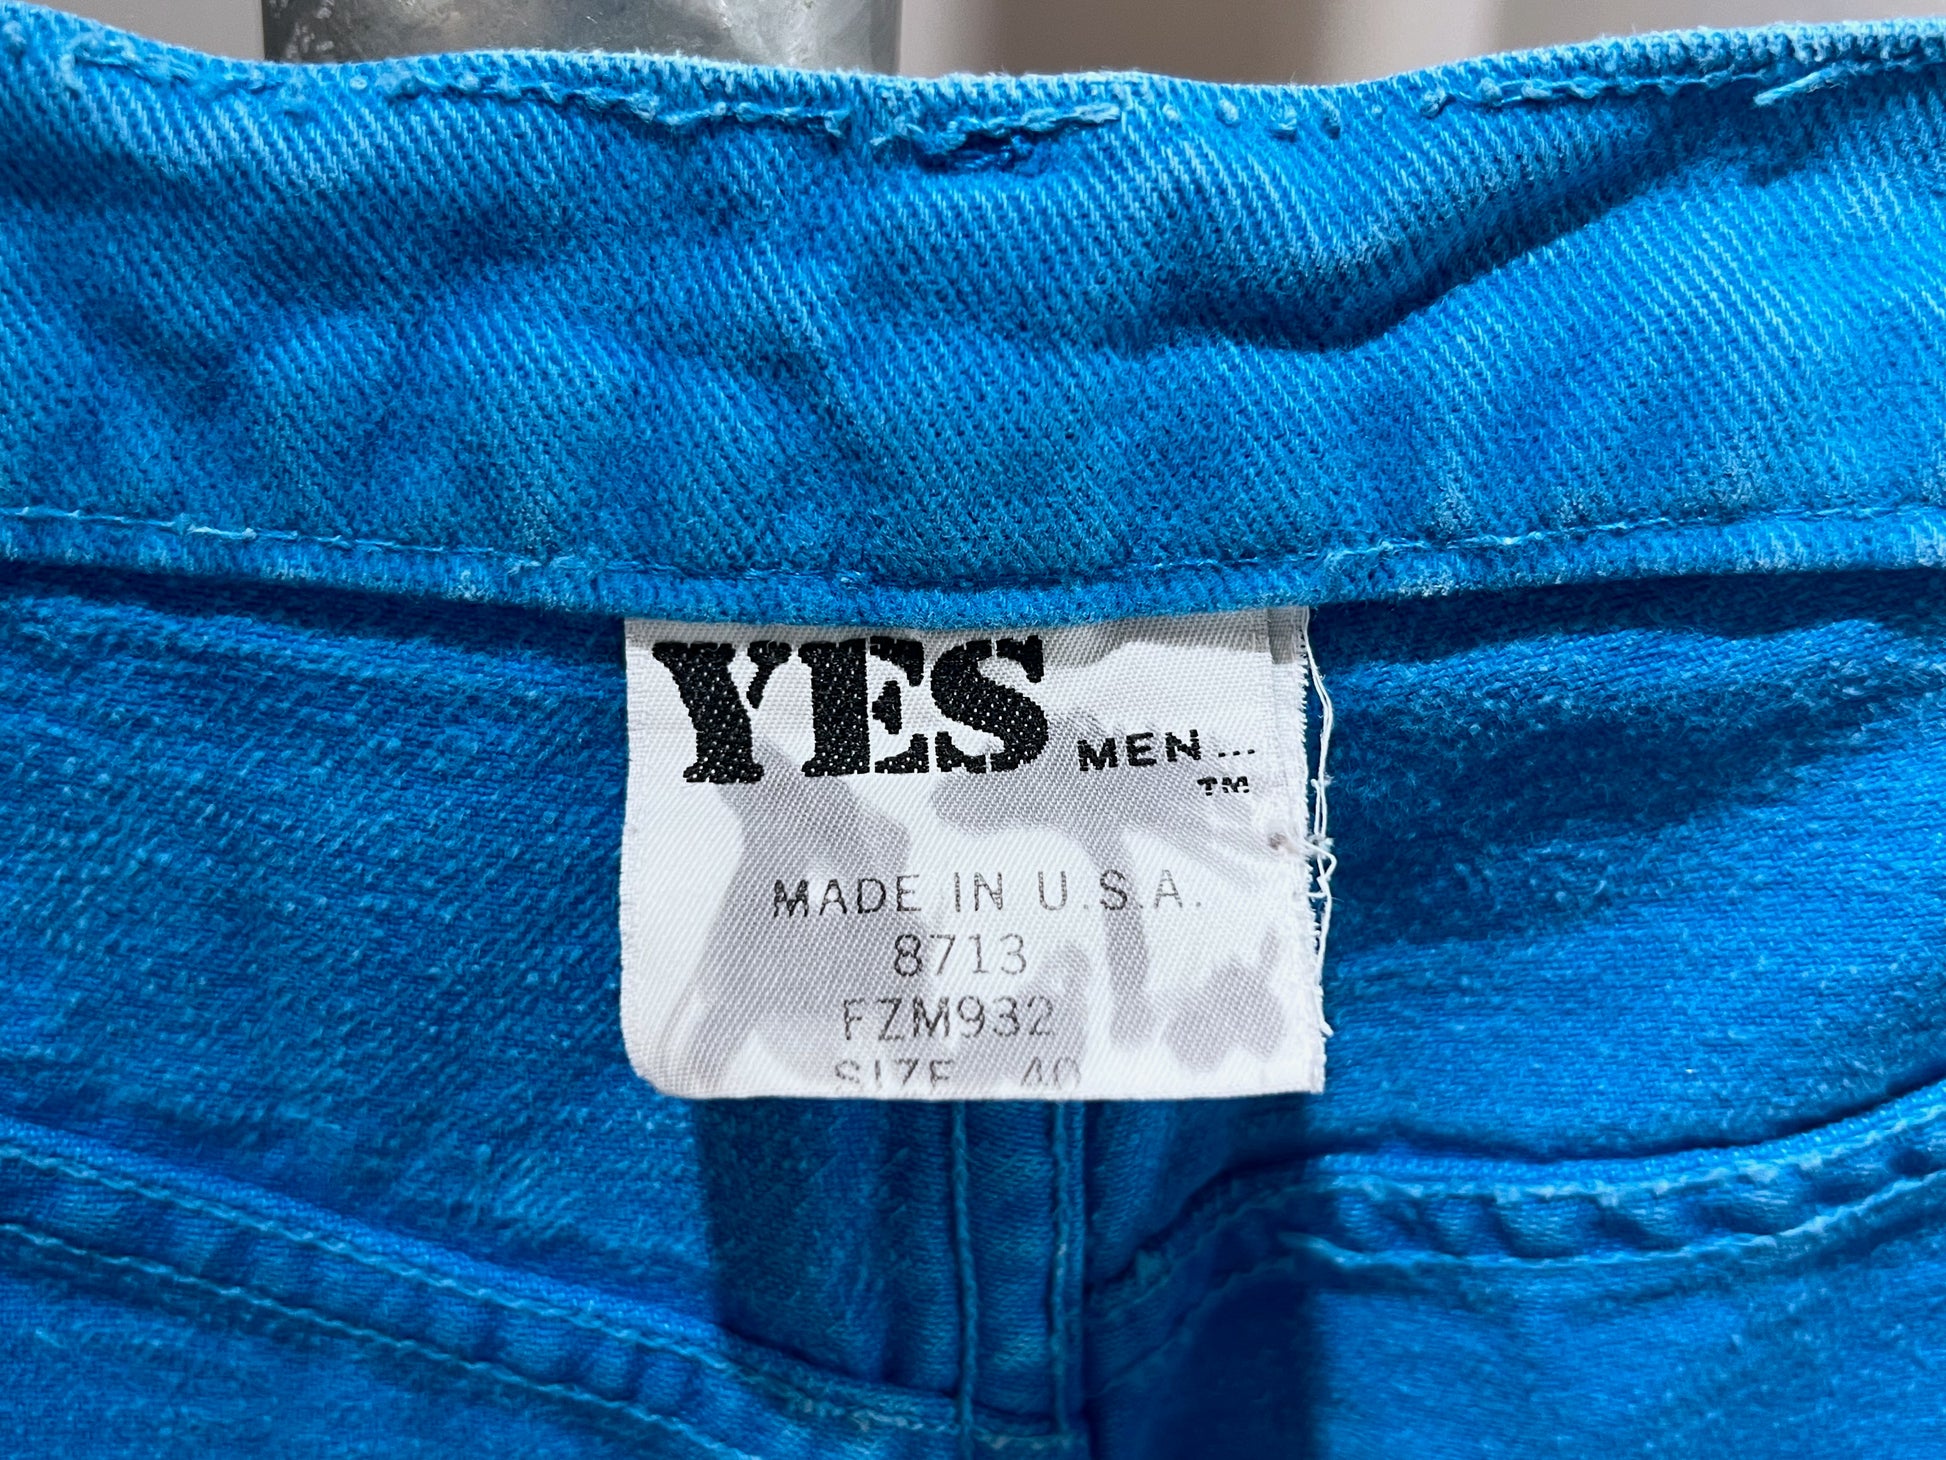 YES MEN...
TM
MADE IN U.S.A.
8713
FZM932
SIZE 40